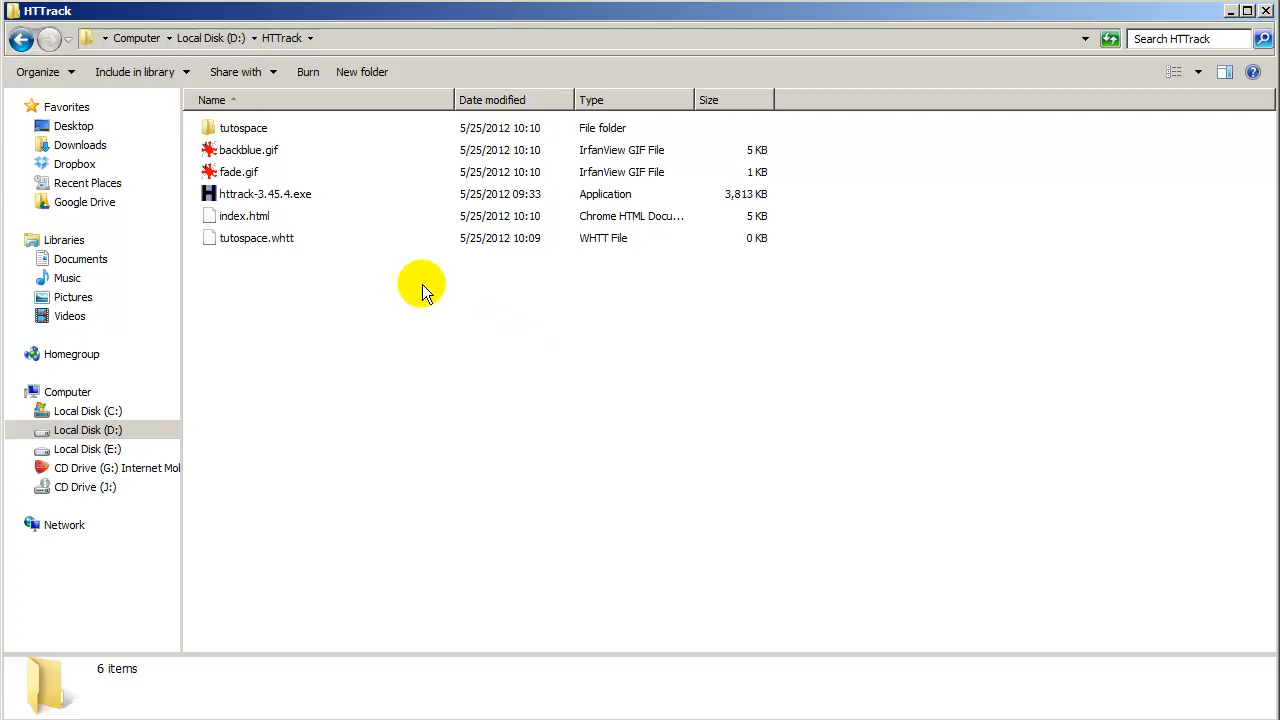 HTTrack
Computer Local Disk (D:) HTTrack
Search HTTrack
Organize Include in library Share with Burn New folder
Name Date modified Type Size
tutospace 5/25/2012 10:10 File folder
backblue.gif 5/25/2012 10:10 IrfanView GIF File 5 KB
fade.gif 5/25/2012 10:10 IrfanView GIF File 1 KB
httrack-3.45.4.exe 5/25/2012 09:33 Application 3,813 KB
index.html 5/25/2012 10:10 Chrome HTML Docu... 5 KB
tutospace.whtt 5/25/2012 10:09 WHTT File 0 KB
Favorites
Desktop
Downloads
Dropbox
Recent Places
Google Drive
Libraries
Documents
Music
Pictures
Videos
Homegroup
Computer
Local Disk (C:)
Local Disk (D:)
Local Disk (E:)
CD Drive (G:) Internet Mol
CD Drive (J:)
Network
6 items